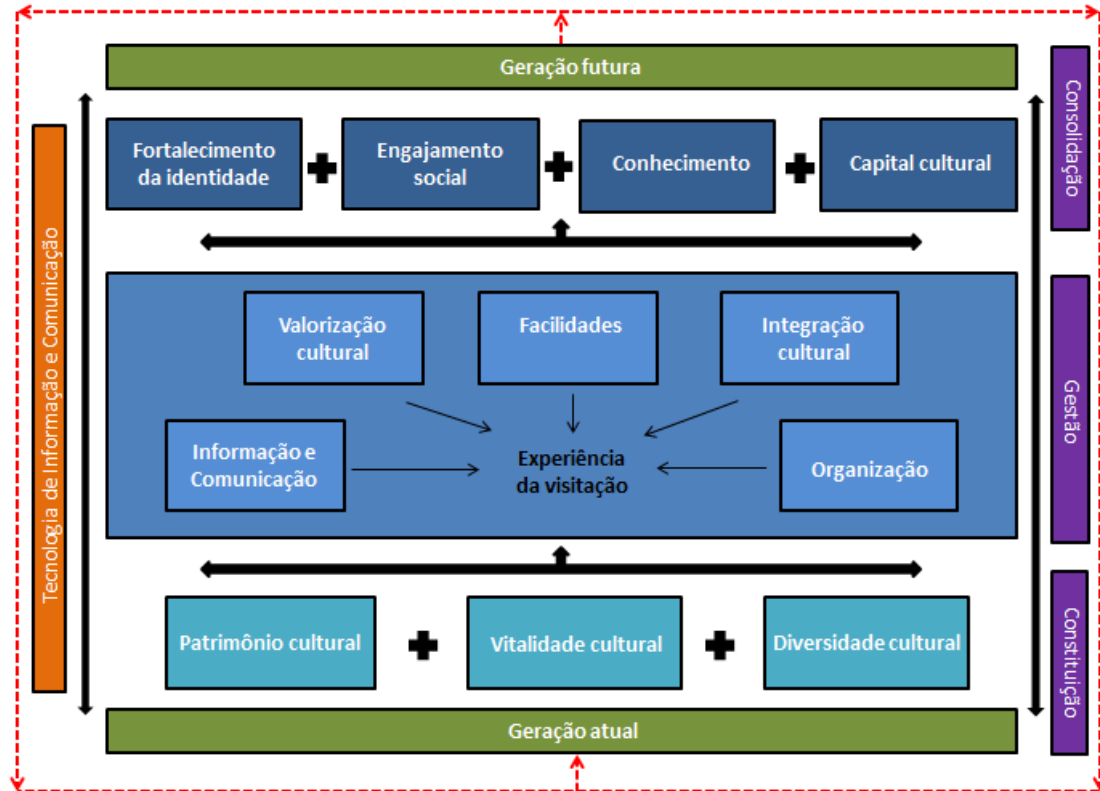 Geração futura
Fortalecimento
da identidade
Engajamento
social
Conhecimento
Capital cultural
Consolidação
Tecnologia de Informação e Comunicação
Valorização
cultural
Facilidades
Integração
cultural
Gestão
Informação e
Comunicação
Experiência
da visitação
Organização
Patrimônio cultural
Vitalidade cultural
Diversidade cultural
Constituição
Geração atual